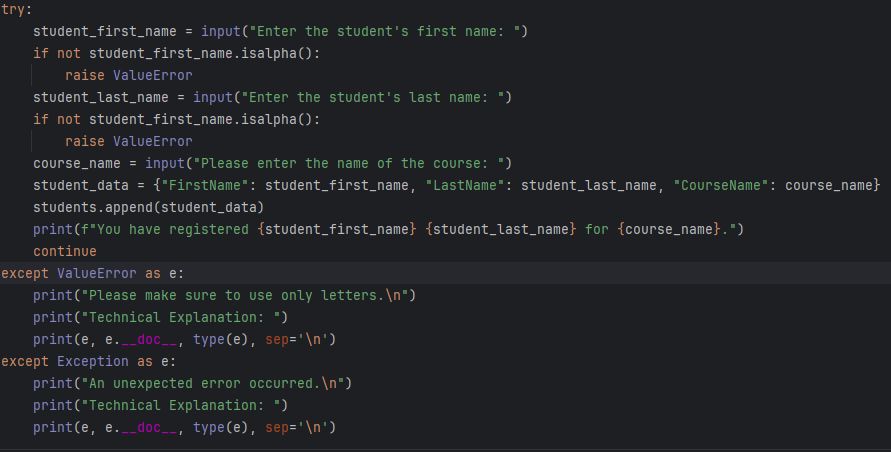 try:
    student_first_name = input("Enter the student's first name: ")
    if not student_first_name.isalpha():
        raise ValueError
    student_last_name = input("Enter the student's last name: ")
    if not student_first_name.isalpha():
        raise ValueError
    course_name = input("Please enter the name of the course: ")
    student_data = {"FirstName": student_first_name, "LastName": student_last_name, "CourseName": course_name}
    students.append(student_data)
    print(f"You have registered {student_first_name} {student_last_name} for {course_name}.")
    continue
except ValueError as e:
    print("Please make sure to use only letters.\n")
    print("Technical Explanation: ")
    print(e, e.__doc__, type(e), sep='\n')
except Exception as e:
    print("An unexpected error occurred.\n")
    print("Technical Explanation: ")
    print(e, e.__doc__, type(e), sep='\n')